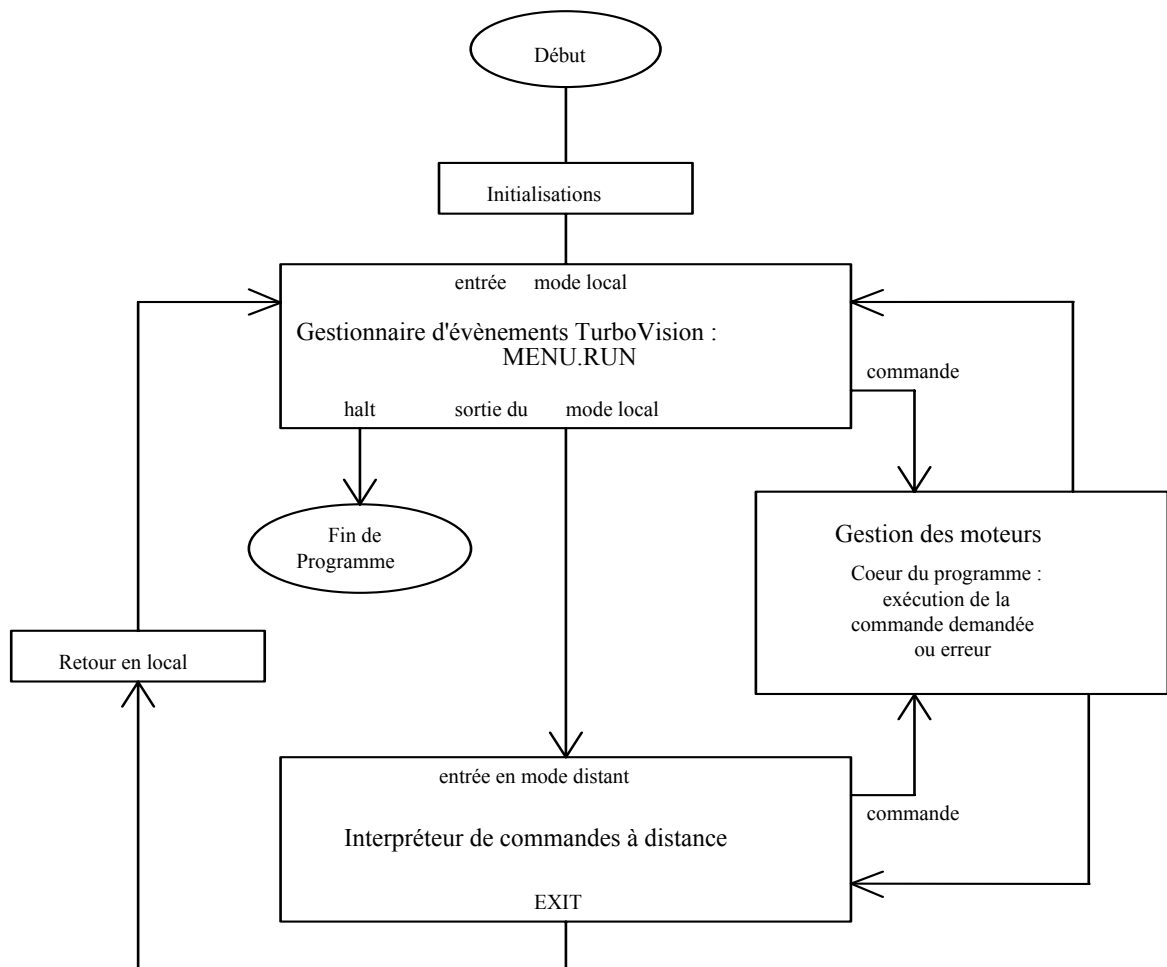 Début
Initialisations
entrée mode local
Gestionnaire d'évènements TurboVision :
MENU.RUN
commande
halt sortie du mode local
Fin de
Programme
Gestion des moteurs
Coeur du programme :
exécution de la
commande demandée
ou erreur
Retour en local
entrée en mode distant
commande
Interpréteur de commandes à distance
EXIT